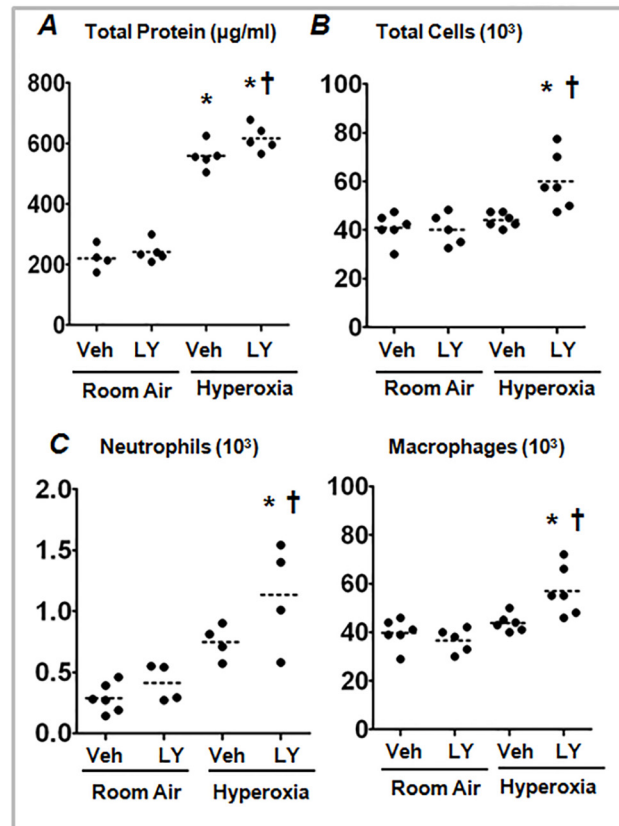 A Total Protein (µg/ml)
800
600
400
200
0
* *†
Veh LY Veh LY
Room Air Hyperoxia
B Total Cells (10³)
100
80
60
40
20
0
* †
Veh LY Veh LY
Room Air Hyperoxia
C Neutrophils (10³)
2.0
1.5
1.0
0.5
0.0
* †
Veh LY Veh LY
Room Air Hyperoxia
Macrophages (10³)
100
80
60
40
20
0
* †
Veh LY Veh LY
Room Air Hyperoxia